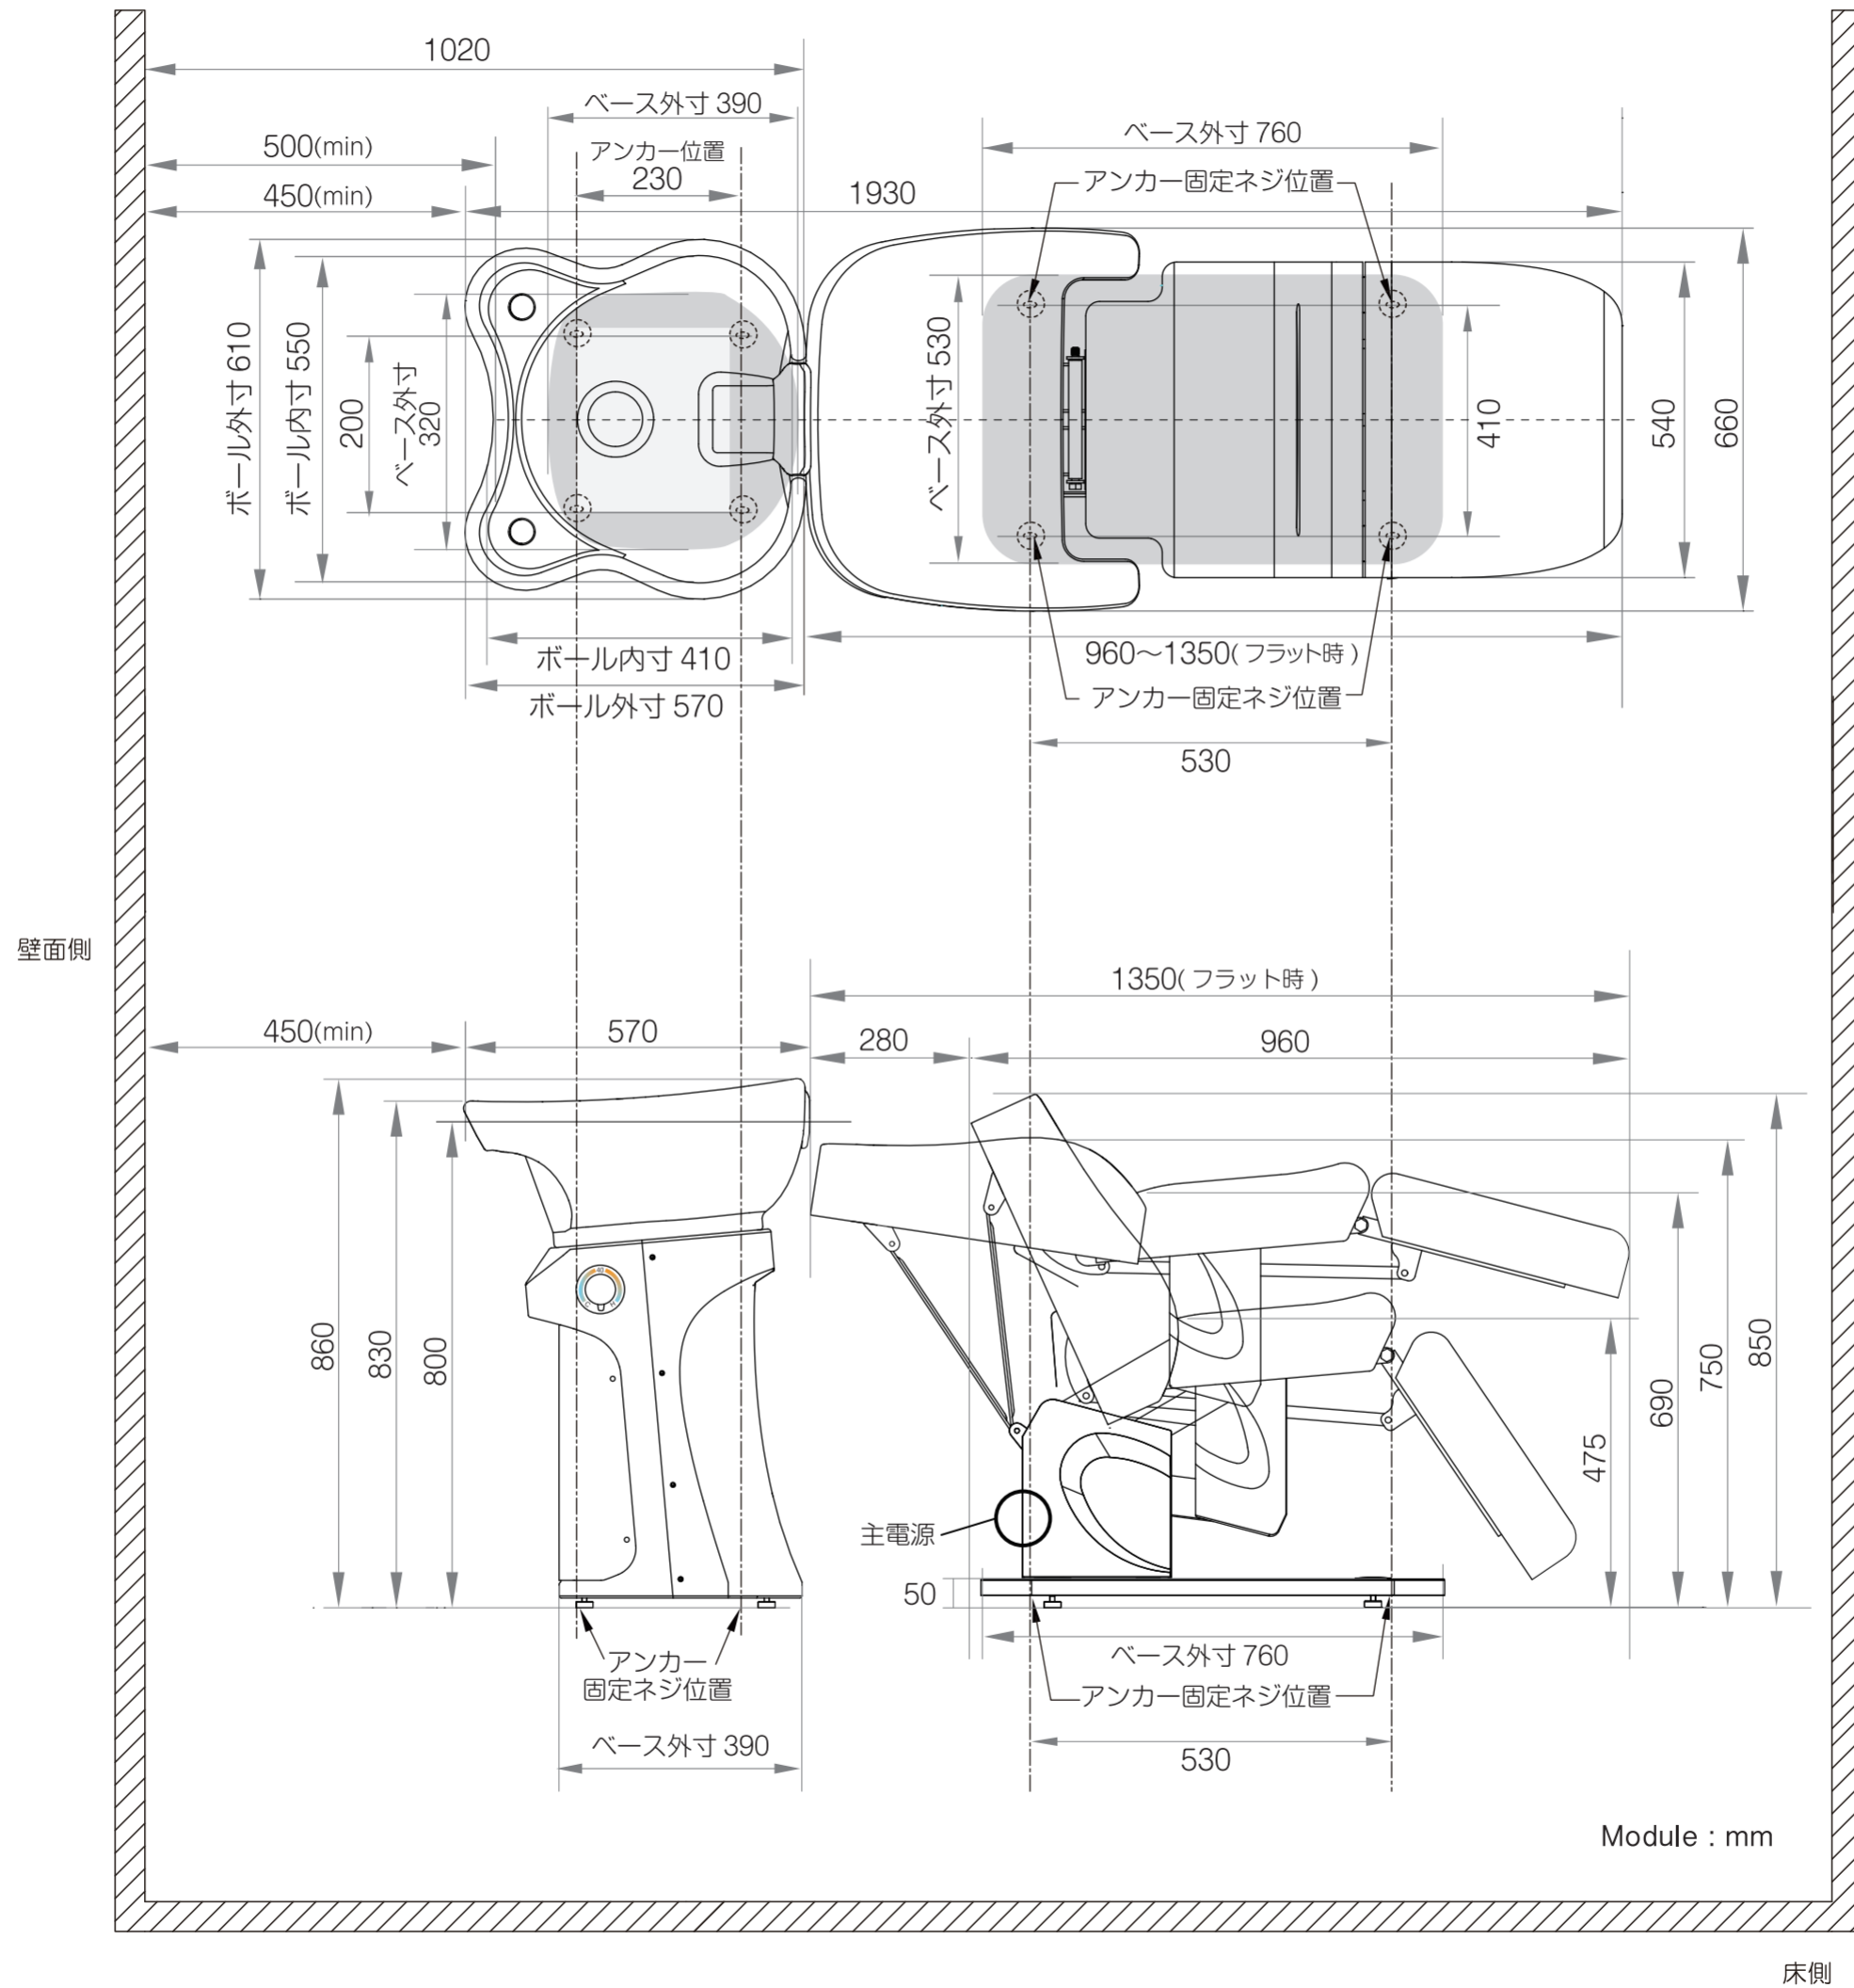 1020
ベース外寸 390
500(min)
アンカー位置
230
450(min)
1930
ベース外寸 760
アンカー固定ネジ位置
ボール外寸 610
ボール内寸 550
200
ベース外寸
320
ベース外寸 530
410
540
660
ボール内寸 410
ボール外寸 570
960~1350(フラット時)
アンカー固定ネジ位置
530
壁面側
1350(フラット時)
450(min)
570
280
960
40
C
H
860
830
800
475
690
750
850
主電源
50
アンカー
固定ネジ位置
ベース外寸 760
アンカー固定ネジ位置
ベース外寸 390
530
Module : mm
床側